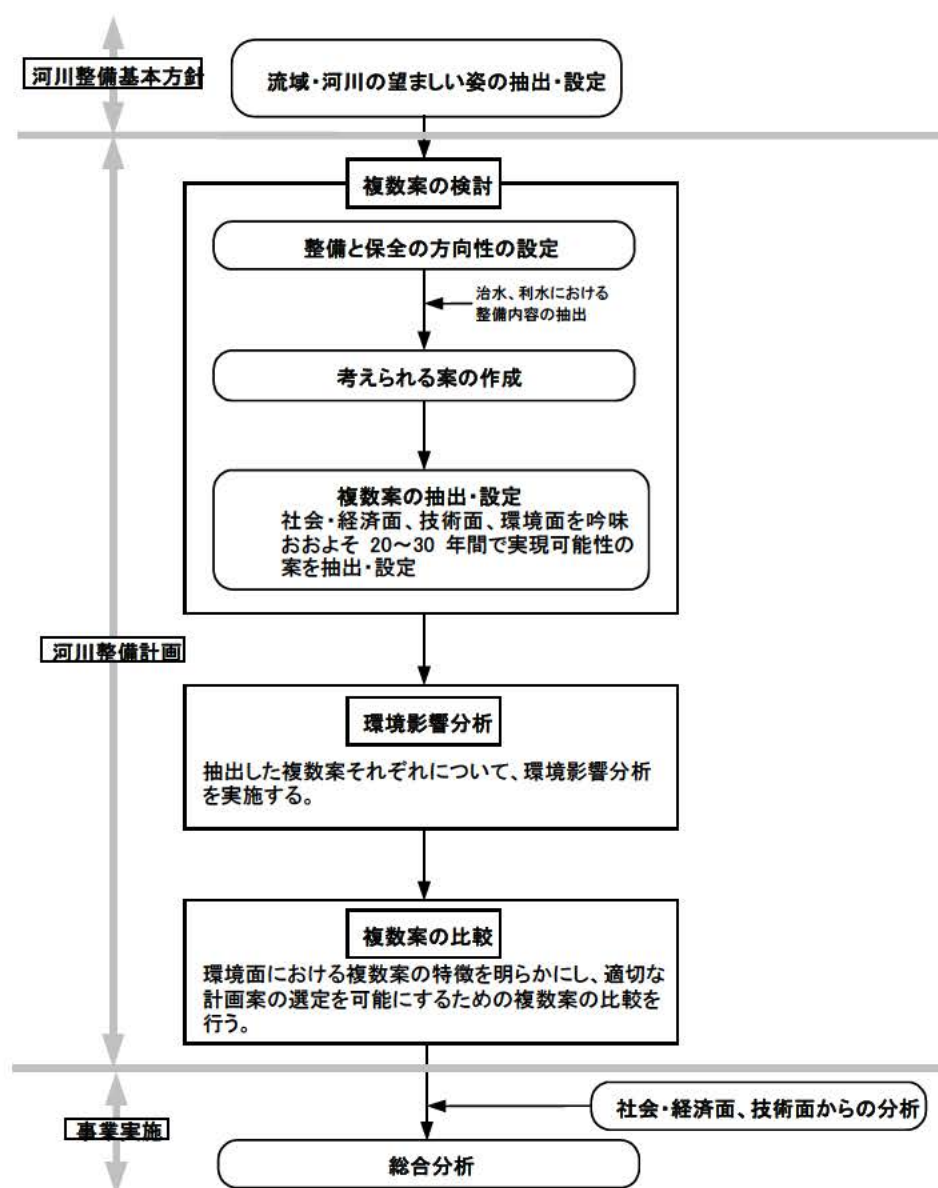 河川整備基本方針
流域・河川の望ましい姿の抽出・設定
複数案の検討
整備と保全の方向性の設定
治水、利水における
整備内容の抽出
考えられる案の作成
複数案の抽出・設定
社会・経済面、技術面、環境面を吟味
おおよそ 20～30 年間で実現可能性の
案を抽出・設定
河川整備計画
環境影響分析
抽出した複数案それぞれについて、環境影響分析
を実施する。
複数案の比較
環境面における複数案の特徴を明らかにし、適切な
計画案の選定を可能にするための複数案の比較を
行う。
社会・経済面、技術面からの分析
事業実施
総合分析